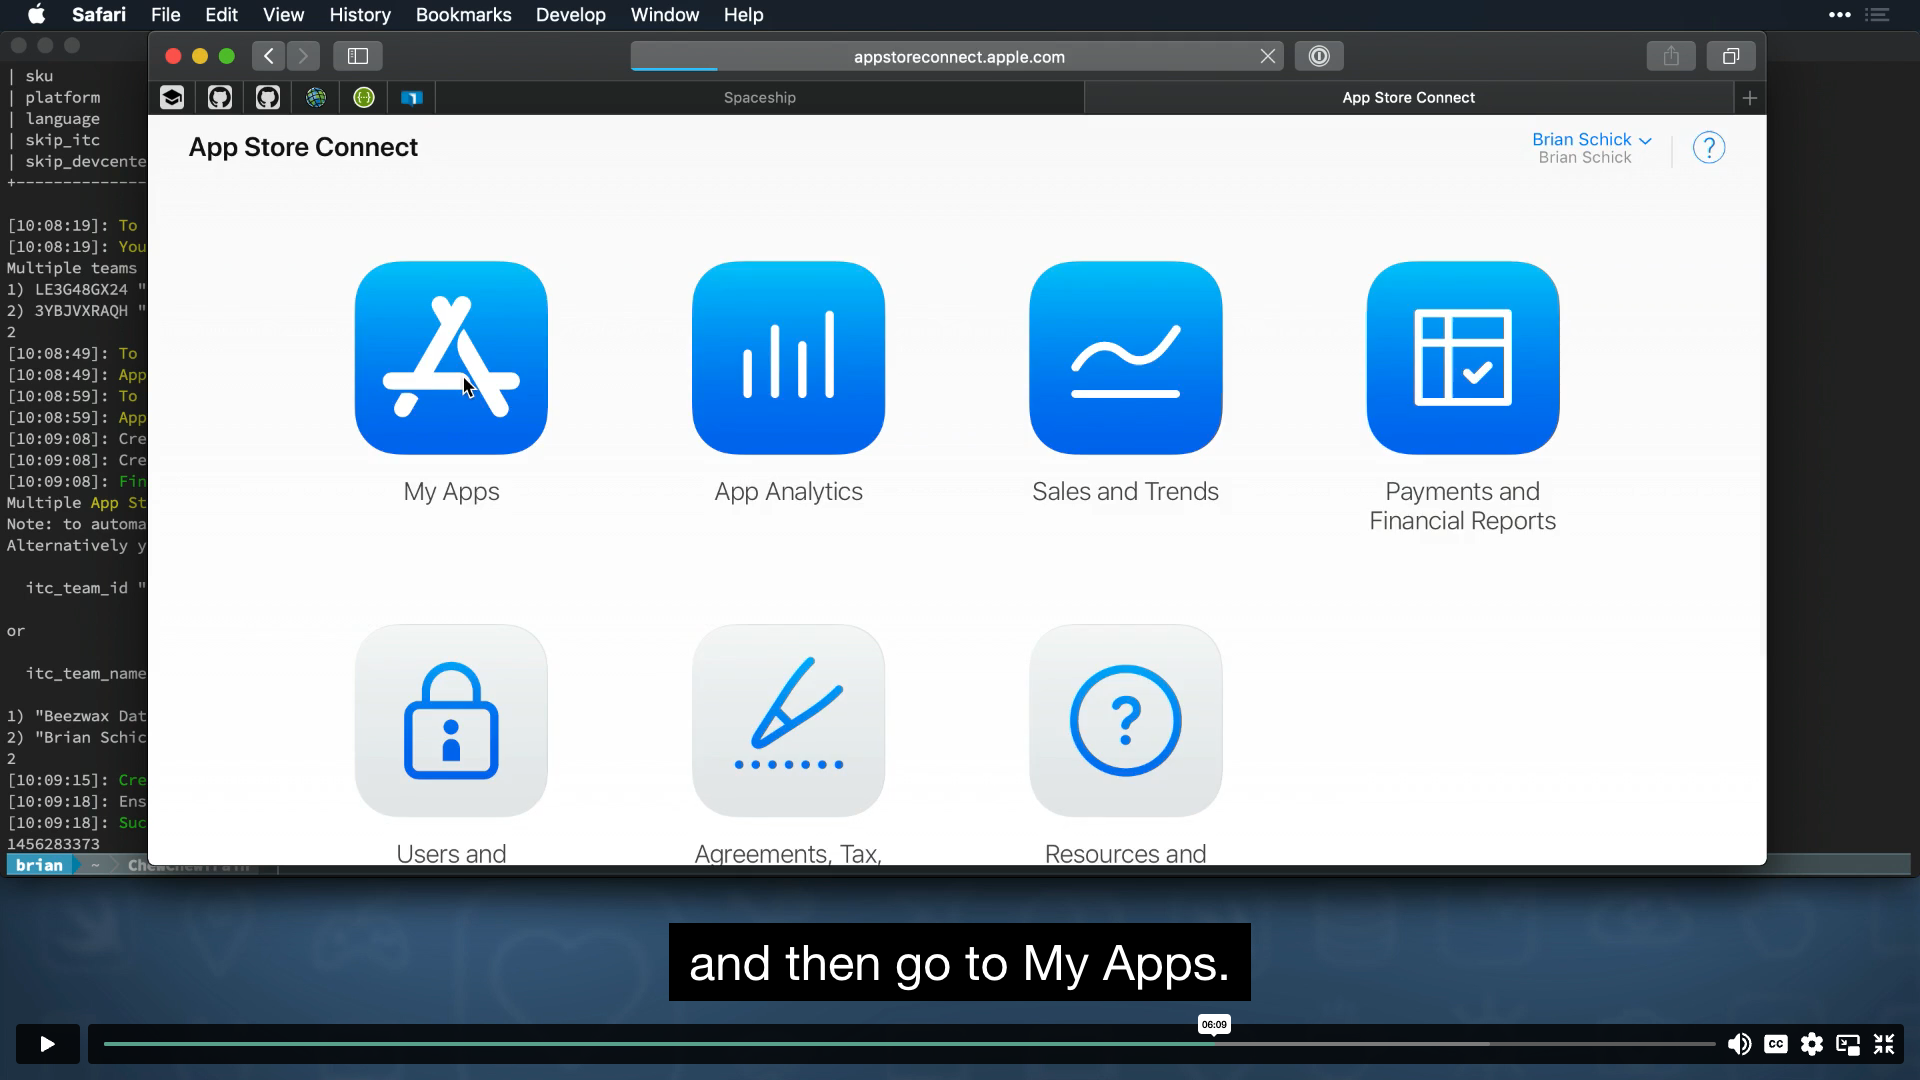 Safari File Edit View History Bookmarks Develop Window Help
appstoreconnect.apple.com
Spaceship
App Store Connect
App Store Connect
Brian Schick
Brian Schick
?
My Apps
App Analytics
Sales and Trends
Payments and
Financial Reports
Users and
Agreements, Tax,
Resources and
| sku
| platform
| language
| skip_itc
| skip_devcente
+---------------
[10:08:19]: To
[10:08:19]: You
Multiple teams
1) LE3G48GX24 "
2) 3YBJVXRAQH "
2
[10:08:49]: To
[10:08:49]: App
[10:08:59]: To
[10:08:59]: App
[10:09:08]: Cre
[10:09:08]: Cre
[10:09:08]: Fin
Multiple App St
Note: to automa
Alternatively y
itc_team_id "
or
itc_team_name
1) "Beezwax Dat
2) "Brian Schic
2
[10:09:15]: Cre
[10:09:18]: Ens
[10:09:18]: Suc
1456283373
brian ~ ChewChewTrain
and then go to My Apps.
06:09
CC